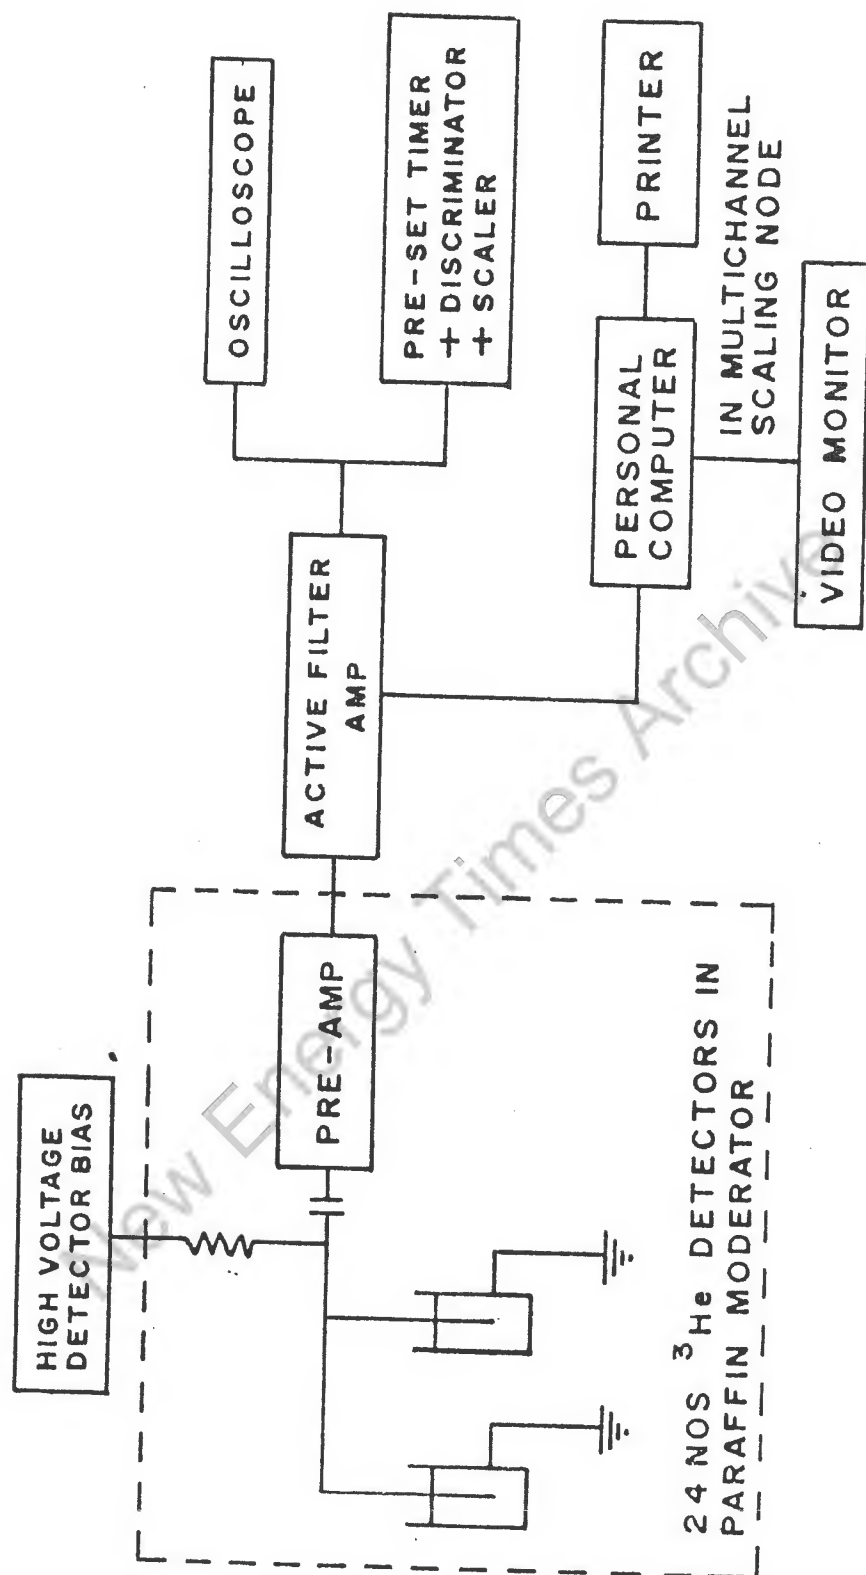 HIGH VOLTAGE
DETECTOR BIAS
PRE-AMP
24 NOS ³He DETECTORS IN
PARAFFIN MODERATOR
ACTIVE FILTER
AMP
OSCILLOSCOPE
PRE-SET TIMER
+ DISCRIMINATOR
+ SCALER
PERSONAL
COMPUTER
PRINTER
IN MULTICHANNEL
SCALING NODE
VIDEO MONITOR
New Energy Times Archive